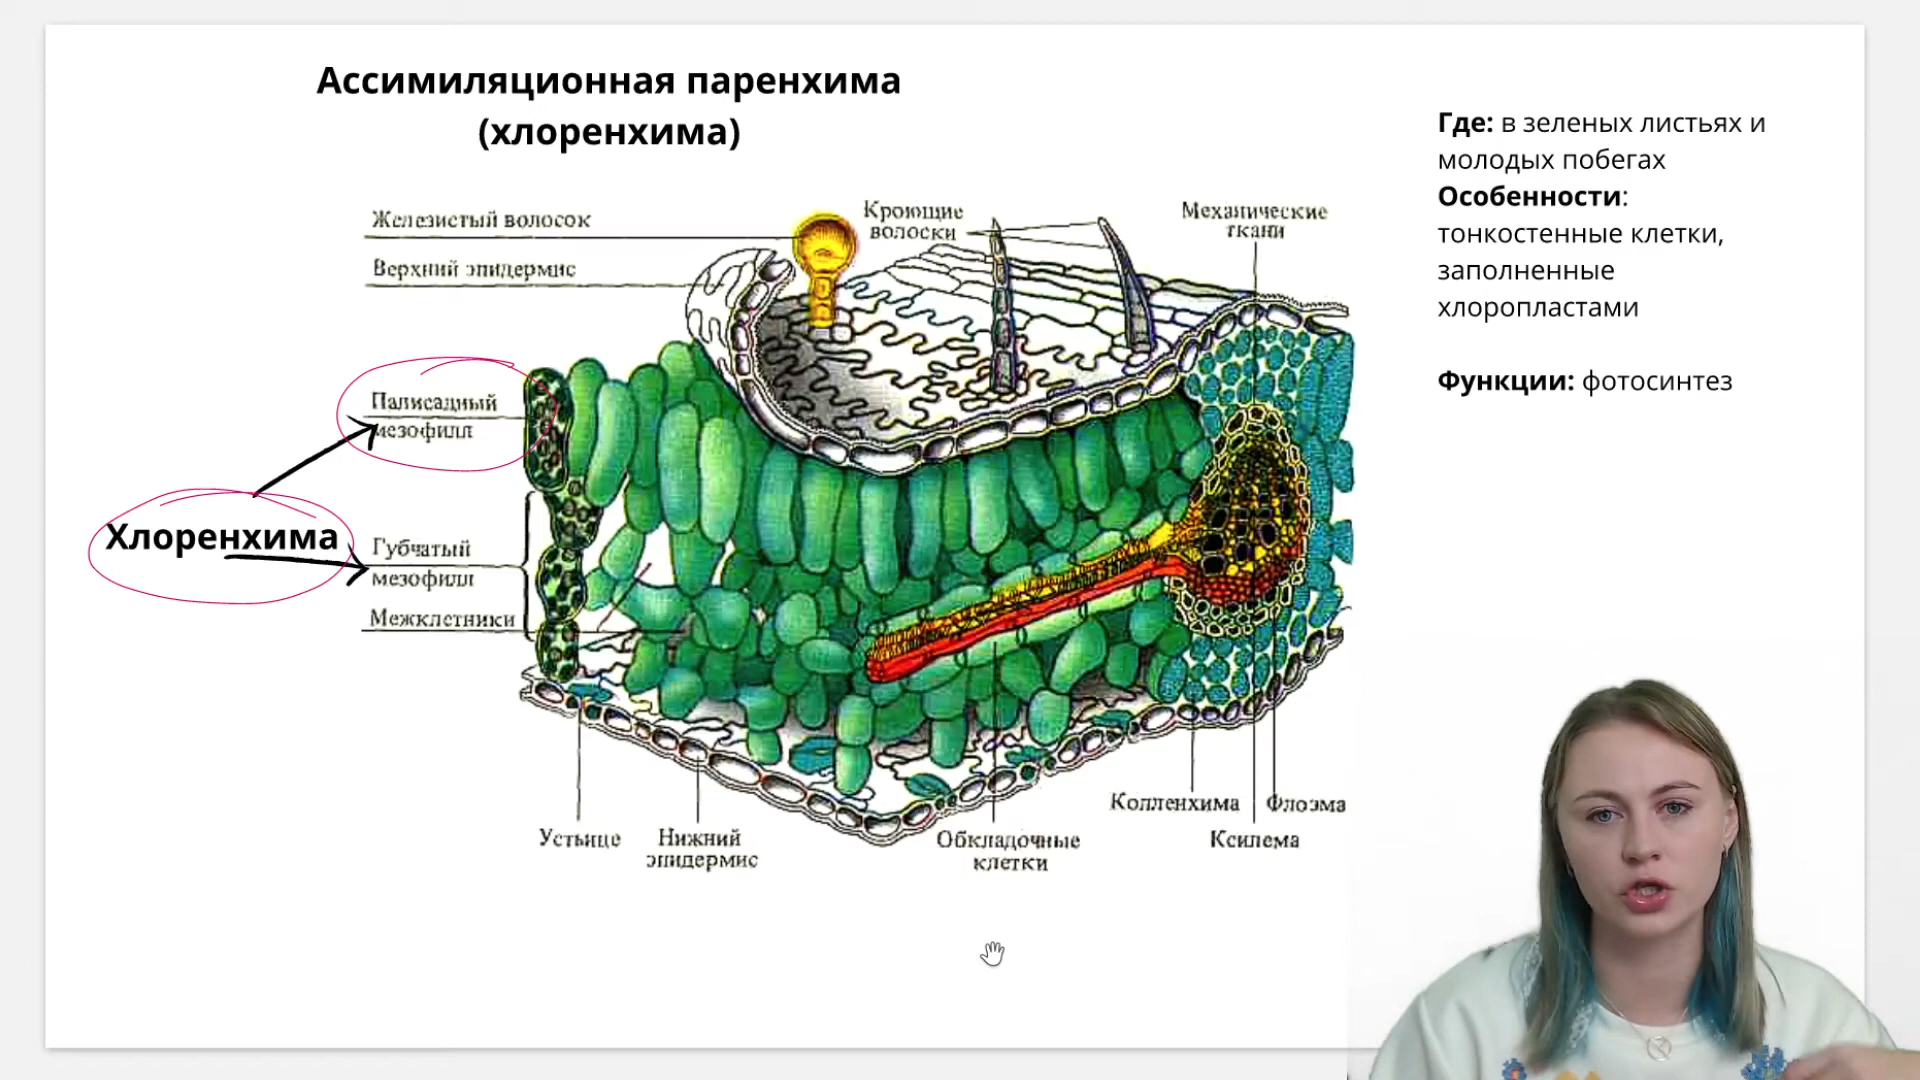 Ассимиляционная паренхима
(хлоренхима)
Где: в зеленых листьях и
молодых побегах
Особенности:
тонкостенные клетки,
заполненные
хлоропластами
Функции: фотосинтез
Железистый волосок
Верхний эпидермис
Кроющие
волоски
Механические
ткани
Палисадный
мезофилл
Хлоренхима
Губчатый
мезофилл
Межклетники
Устьице
Нижний
эпидермис
Обкладочные
клетки
Колленхима
Флоэма
Ксилема